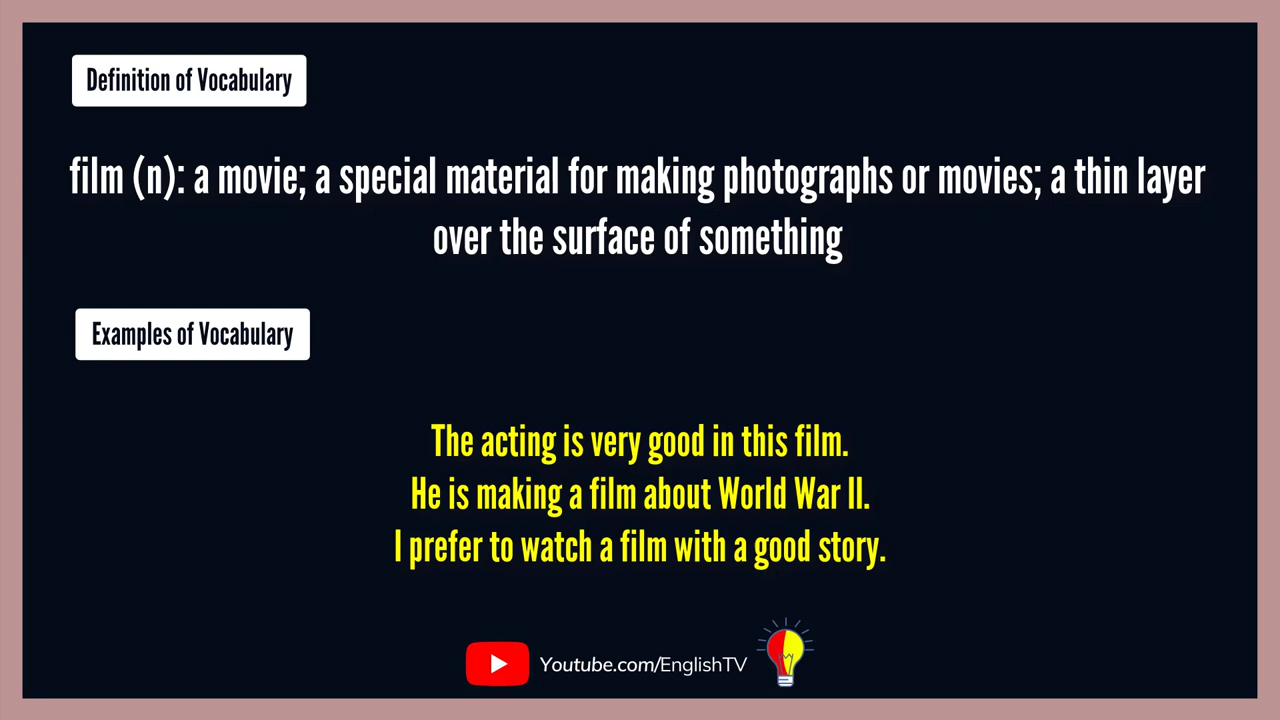 Definition of Vocabulary
film (n): a movie; a special material for making photographs or movies; a thin layer
over the surface of something
Examples of Vocabulary
The acting is very good in this film.
He is making a film about World War II.
I prefer to watch a film with a good story.
Youtube.com/EnglishTV